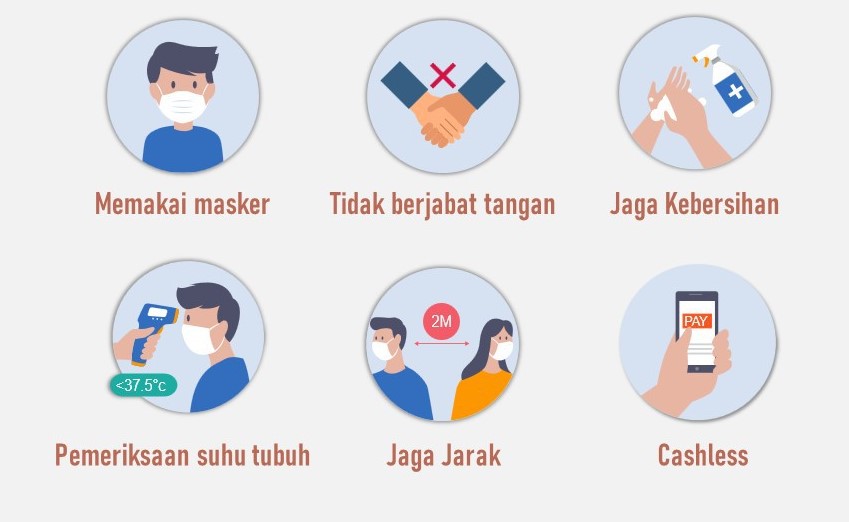 Memakai masker
Tidak berjabat tangan
Jaga Kebersihan
<37.5°c
2M
PAY
Pemeriksaan suhu tubuh
Jaga Jarak
Cashless